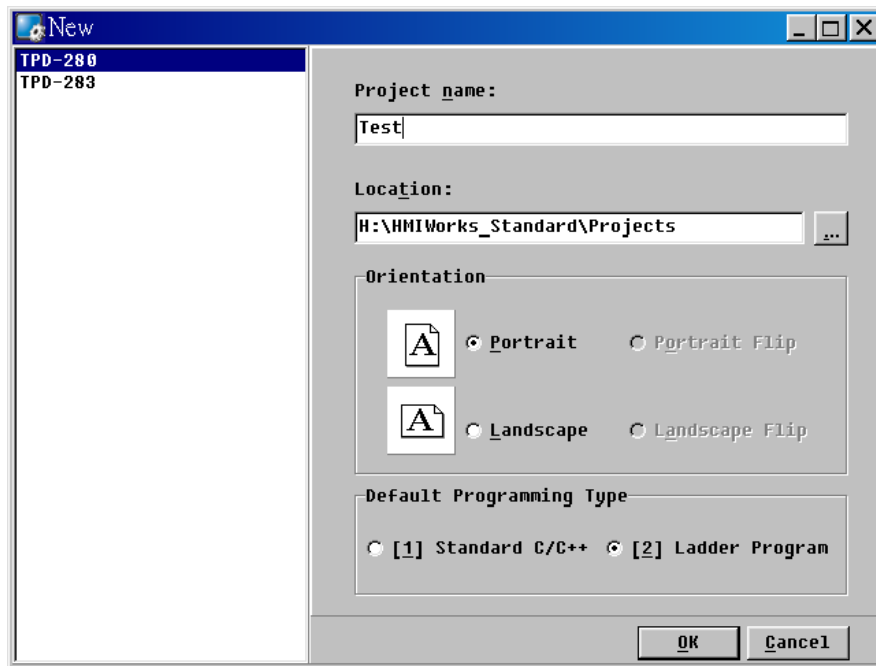 New
TPD-280
TPD-283
Project name:
Test
Location:
H:\HMIWorks_Standard\Projects
...
Orientation
A Portrait Portrait Flip
A Landscape Landscape Flip
Default Programming Type
[1] Standard C/C++ [2] Ladder Program
OK Cancel